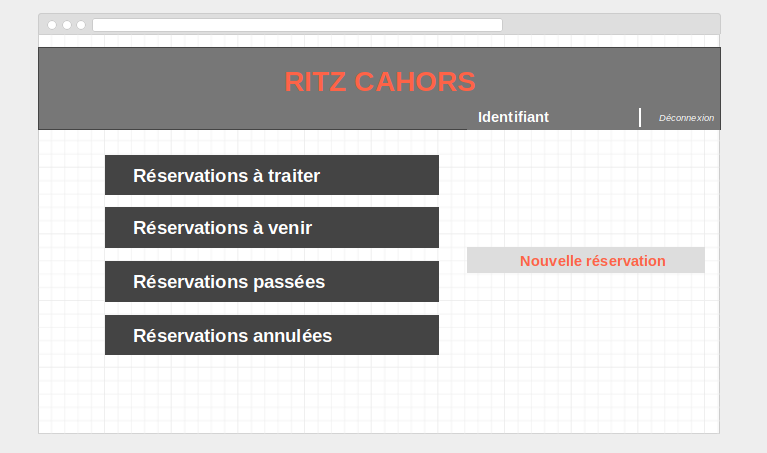 RITZ CAHORS
Identifiant
Déconnexion
Réservations à traiter
Réservations à venir
Réservations passées
Réservations annulées
Nouvelle réservation